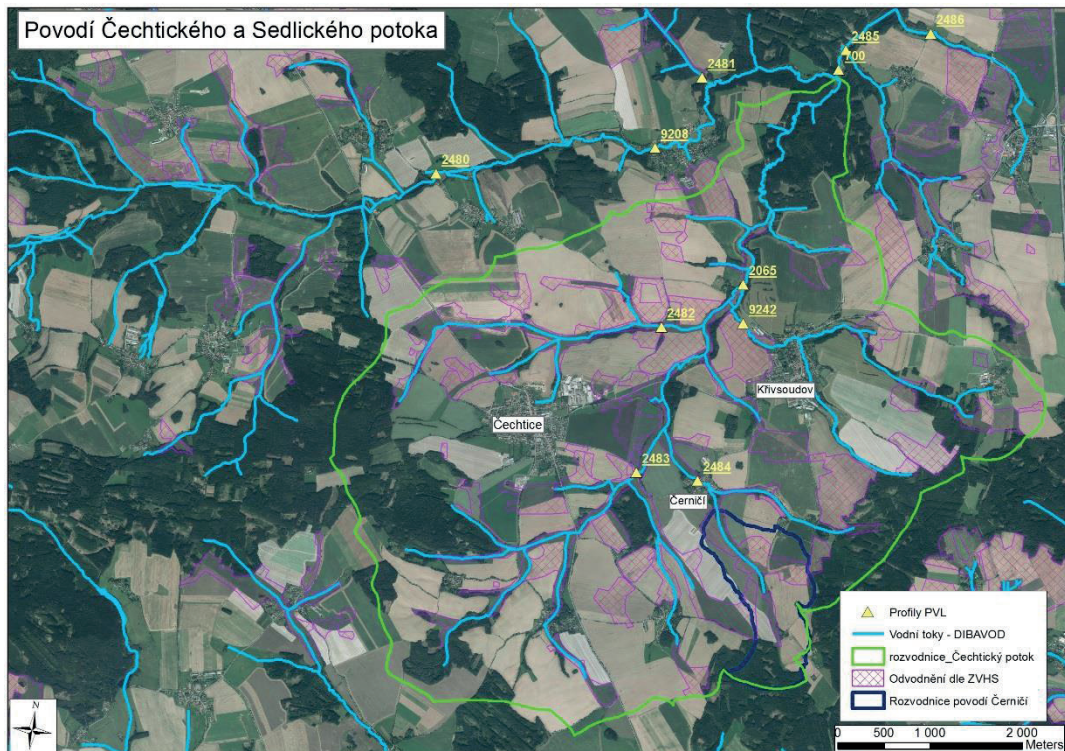 Povodí Čechtického a Sedlického potoka
2486
2485
700
2481
9208
2480
2065
2482
9242
Křivsoudov
Čechtice
2483
2484
Černičí
Profily PVL
Vodní toky - DIBAVOD
rozvodnice_Čechtický potok
Odvodnění dle ZVHS
Rozvodnice povodí Černičí
N
0 500 1 000 2 000
Meters